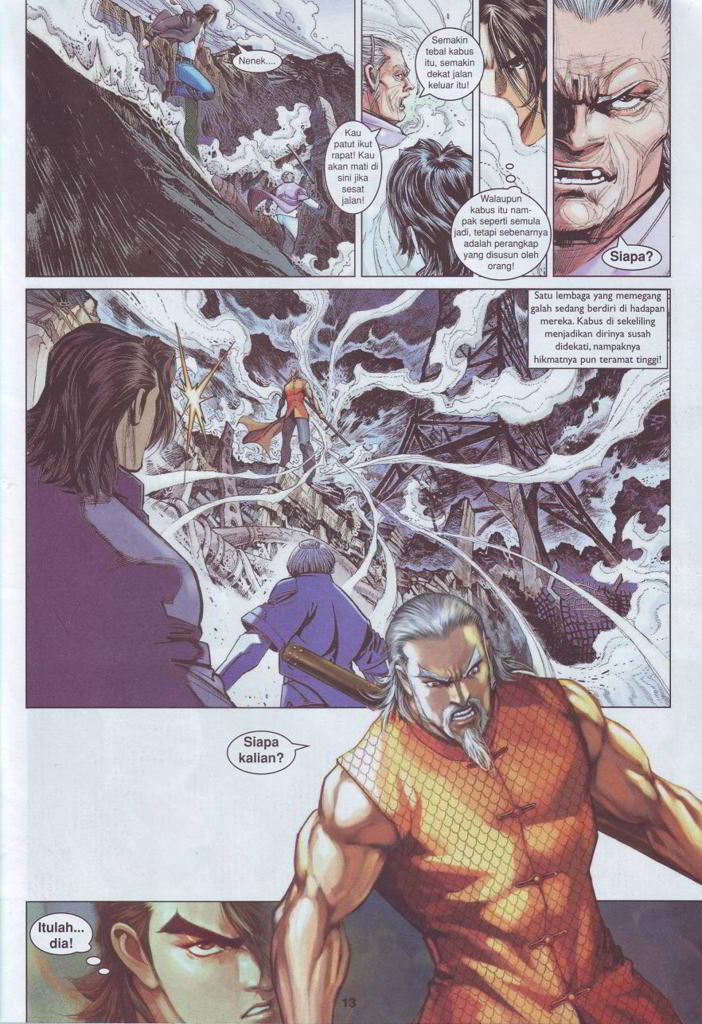 Nenek....
Semakin
tebal kabus
itu, semakin
dekat jalan
keluar itu!
Kau
patut ikut
rapat! Kau
akan mati di
sini jika
sesat
jalan!
Walaupun
kabus itu nam-
pak seperti semula
jadi, tetapi sebenarnya
adalah perangkap
yang disusun oleh
orang!
Siapa?
Satu lembaga yang memegang
galah sedang berdiri di hadapan
mereka. Kabus di sekeliling
menjadikan dirinya susah
didekati, nampaknya
hikmatnya pun teramat tinggi!
Siapa
kalian?
Itulah...
dia!
13